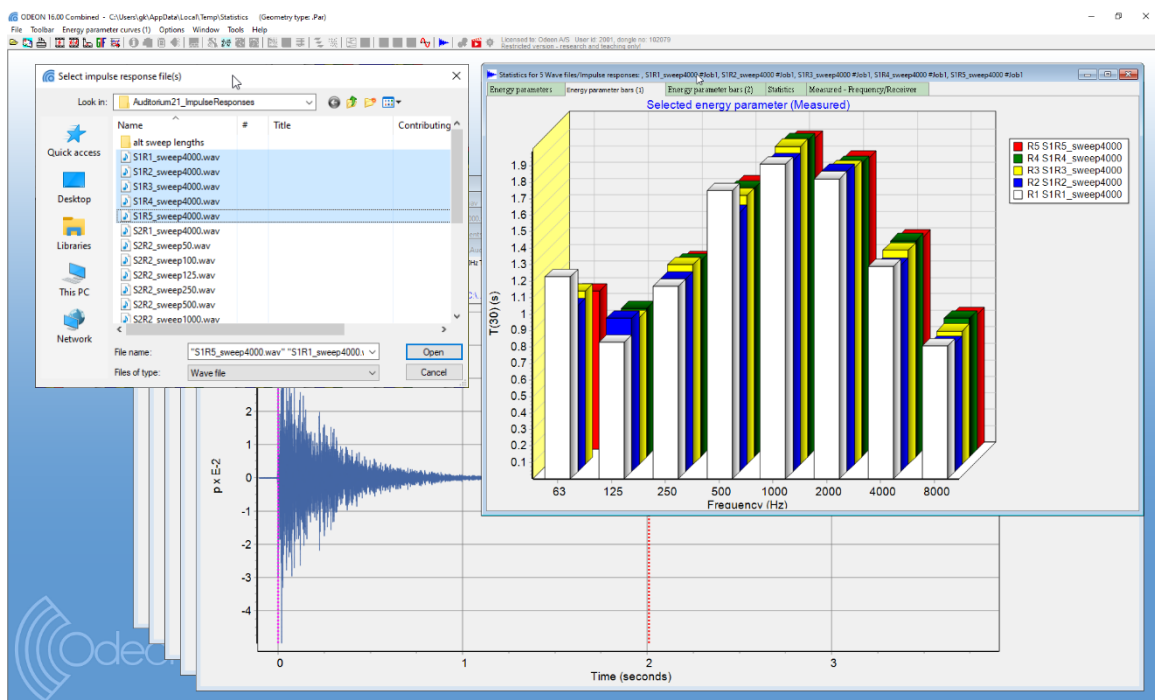 ODEON 16.00 Combined - C:\Users\gk\AppData\Local\Temp\Statistics (Geometry type: .Par)
File Toolbar Energy parameter curves (1) Options Window Tools Help
Licensed to: Odeon A/S User id: 2001, dongle no: 102079
Restricted version - research and teaching only!
Select impulse response file(s)
Look in: Auditorium21_ImpulseResponses
Name # Title Contributing
alt sweep lengths
S1R1_sweep4000.wav
S1R2_sweep4000.wav
S1R3_sweep4000.wav
S1R4_sweep4000.wav
S1R5_sweep4000.wav
S2R1_sweep4000.wav
S2R2_sweep50.wav
S2R2_sweep100.wav
S2R2_sweep125.wav
S2R2_sweep250.wav
S2R2_sweep500.wav
S2R2_sweep1000.wav
Quick access
Desktop
Libraries
This PC
Network
File name: "S1R5_sweep4000.wav" "S1R1_sweep4000.v
Open
Files of type: Wave file
Cancel
Statistics for 5 Wave files/Impulse responses: , S1R1_sweep4000 #Job1, S1R2_sweep4000 #Job1, S1R3_sweep4000 #Job1, S1R4_sweep4000 #Job1, S1R5_sweep4000 #Job1
Energy parameters Energy parameter bars (1) Energy parameter bars (2) Statistics Measured - Frequency/Receiver
Selected energy parameter (Measured)
R5 S1R5_sweep4000
R4 S1R4_sweep4000
R3 S1R3_sweep4000
R2 S1R2_sweep4000
R1 S1R1_sweep4000
T(30) (s)
1.9
1.8
1.7
1.6
1.5
1.4
1.3
1.2
1.1
1
0.9
0.8
0.7
0.6
0.5
0.4
0.3
0.2
0.1
63 125 250 500 1000 2000 4000 8000
Frequency (Hz)
p x E-2
2
1
0
-1
-2
-3
-4
0 1 2 3
Time (seconds)
Odeon